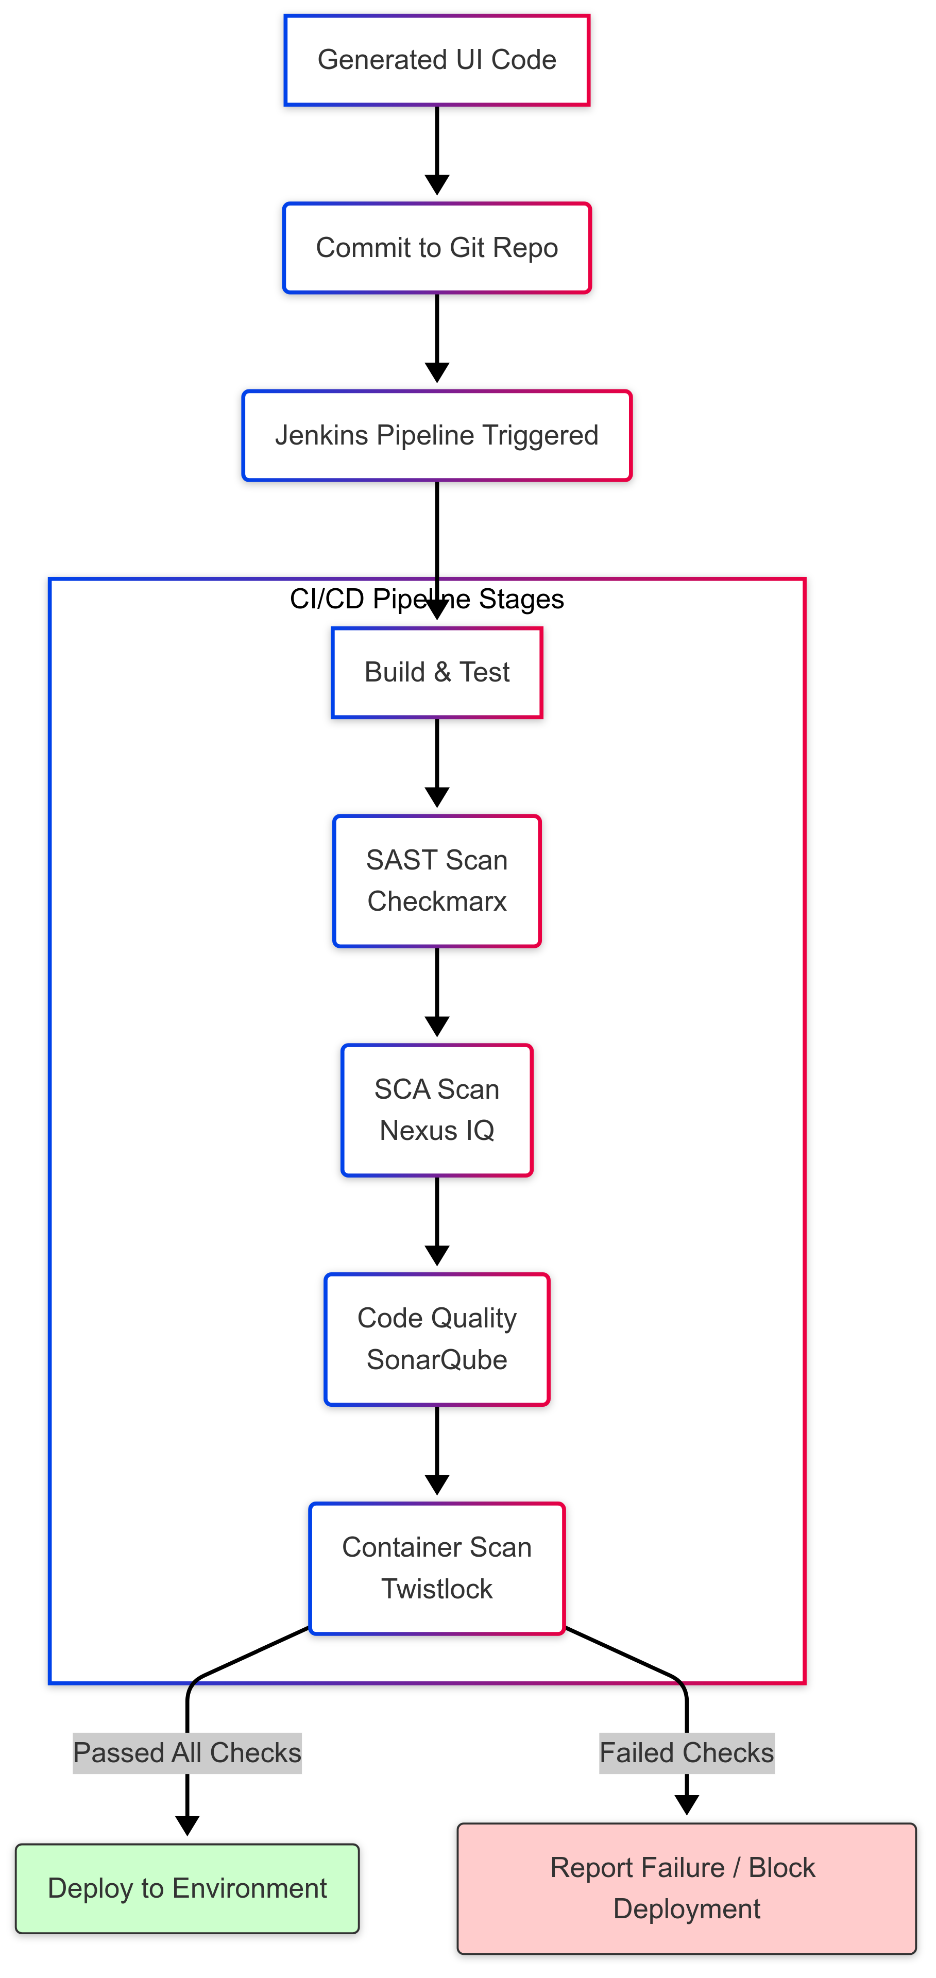 Generated UI Code
Commit to Git Repo
Jenkins Pipeline Triggered
CI/CD Pipeline Stages
Build & Test
SAST Scan
Checkmarx
SCA Scan
Nexus IQ
Code Quality
SonarQube
Container Scan
Twistlock
Passed All Checks
Failed Checks
Deploy to Environment
Report Failure / Block
Deployment